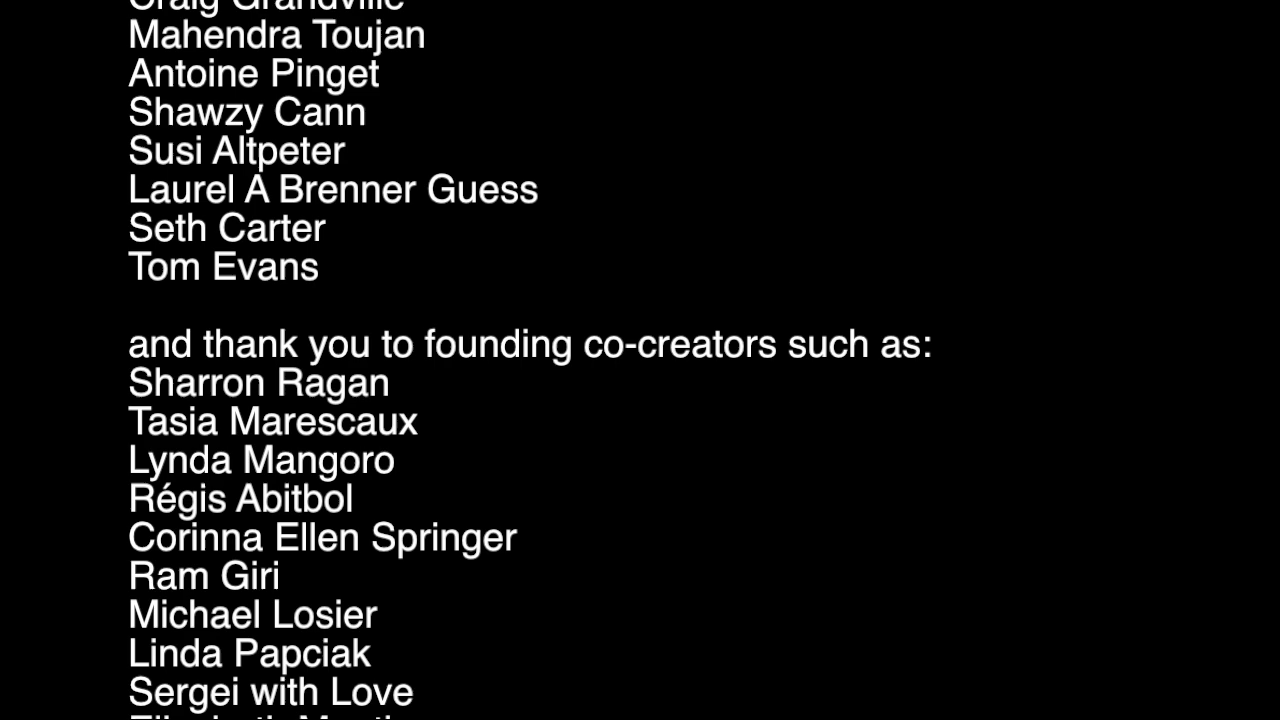 Mahendra Toujan
Antoine Pinget
Shawzy Cann
Susi Altpeter
Laurel A Brenner Guess
Seth Carter
Tom Evans
and thank you to founding co-creators such as:
Sharron Ragan
Tasia Marescaux
Lynda Mangoro
Régis Abitbol
Corinna Ellen Springer
Ram Giri
Michael Losier
Linda Papciak
Sergei with Love